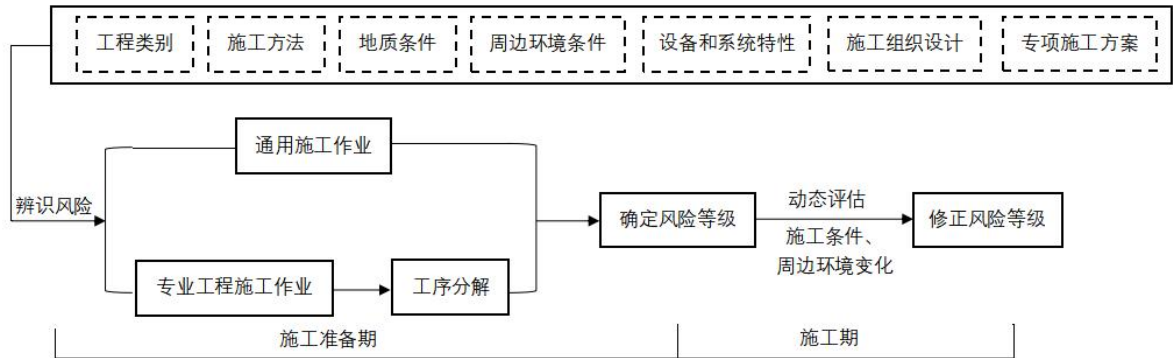 工程类别
施工方法
地质条件
周边环境条件
设备和系统特性
施工组织设计
专项施工方案
通用施工作业
辨识风险
确定风险等级
动态评估
施工条件、
周边环境变化
修正风险等级
专业工程施工作业
工序分解
施工准备期
施工期